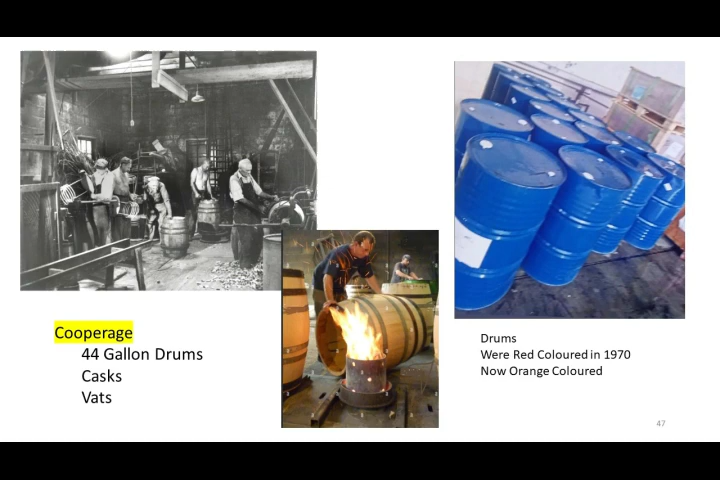 Cooperage
44 Gallon Drums
Casks
Vats
Drums
Were Red Coloured in 1970
Now Orange Coloured
47